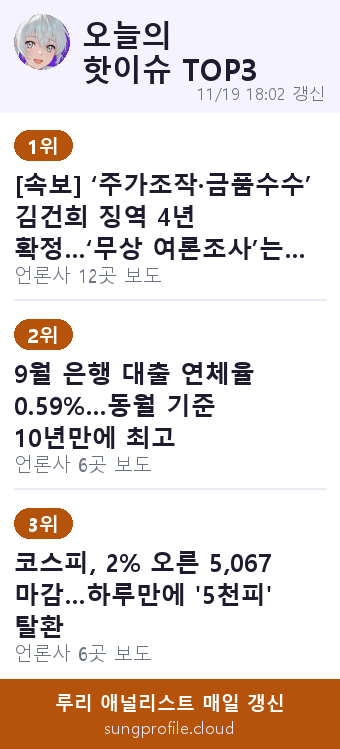 오늘의
핫이슈 TOP3
11/19 18:02 갱신
1위
[속보] ‘주가조작·금품수수’
김건희 징역 4년
확정…‘무상 여론조사’는…
언론사 12곳 보도
2위
9월 은행 대출 연체율
0.59%…동월 기준
10년만에 최고
언론사 6곳 보도
3위
코스피, 2% 오른 5,067
마감…하루만에 '5천피'
탈환
언론사 6곳 보도
루리 애널리스트 매일 갱신
sungprofile.cloud